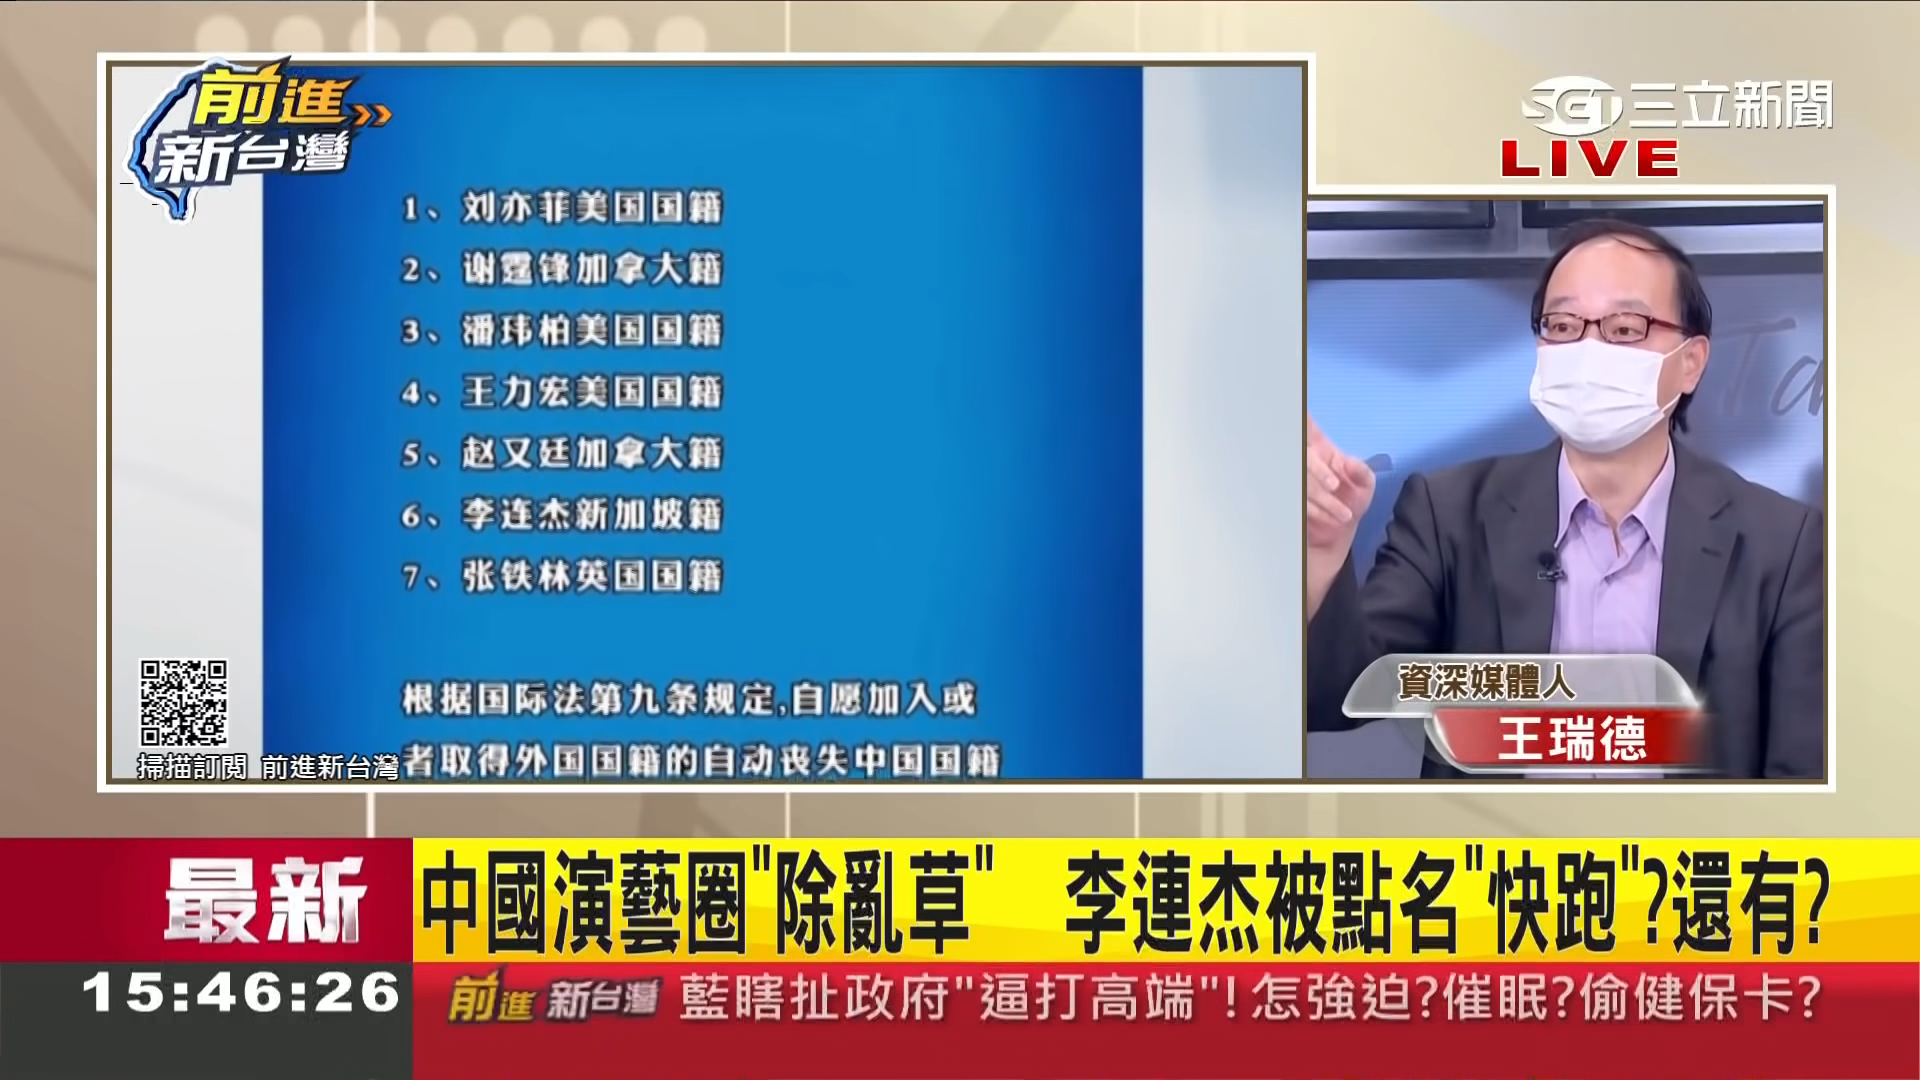 前進
新台灣
SET三立新聞
LIVE
1、刘亦菲美国国籍
2、谢霆锋加拿大籍
3、潘玮柏美国国籍
4、王力宏美国国籍
5、赵又廷加拿大籍
6、李连杰新加坡籍
7、张铁林英国国籍
根据国际法第九条规定,自愿加入或
者取得外国国籍的自动丧失中国国籍
掃描訂閱 前進新台灣
Ta
資深媒體人
王瑞德
最新
中國演藝圈"除亂草" 李連杰被點名"快跑"?還有?
15:46:26
前進新台灣 藍瞎扯政府"逼打高端"!怎強迫?催眠?偷健保卡?